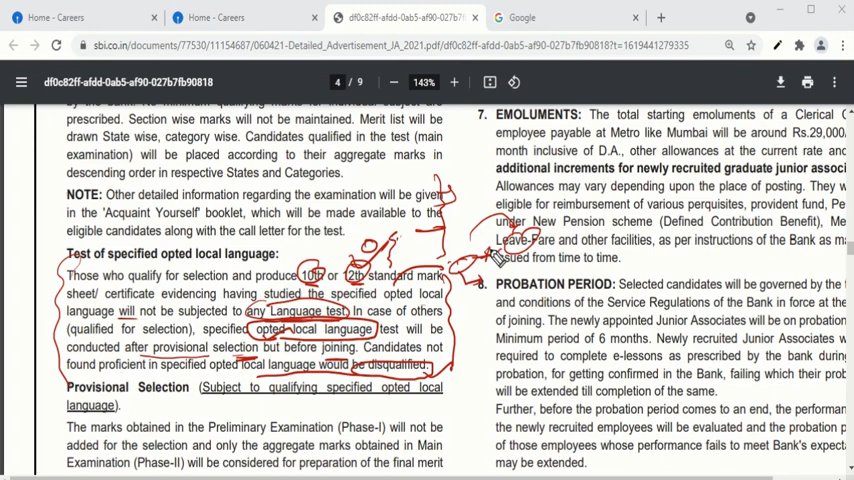 Home - Careers
Home - Careers
df0c82ff-afdd-0ab5-af90-027b7f
Google
sbi.co.in/documents/77530/11154687/060421-Detailed_Advertisement_JA_2021.pdf/df0c82ff-afdd-0ab5-af90-027b7fb90818?t=1619441279335
df0c82ff-afdd-0ab5-af90-027b7fb90818
4 / 9
143%
by the Bank. No minimum qualifying marks for individual subject are
prescribed. Section wise marks will not be maintained. Merit list will be
drawn State wise, category wise. Candidates qualified in the test (main
examination) will be placed according to their aggregate marks in
descending order in respective States and Categories.
NOTE: Other detailed information regarding the examination will be given
in the 'Acquaint Yourself' booklet, which will be made available to the
eligible candidates along with the call letter for the test.
Test of specified opted local language:
Those who qualify for selection and produce 10th or 12th standard mark
sheet/ certificate evidencing having studied the specified opted local
language will not be subjected to any Language test. In case of others
(qualified for selection), specified opted local language test will be
conducted after provisional selection but before joining. Candidates not
found proficient in specified opted local language would be disqualified.
Provisional Selection (Subject to qualifying specified opted local
language).
The marks obtained in the Preliminary Examination (Phase-I) will not be
added for the selection and only the aggregate marks obtained in Main
Examination (Phase-II) will be considered for preparation of the final merit
7. EMOLUMENTS: The total starting emoluments of a Clerical C
employee payable at Metro like Mumbai will be around Rs.29,000/
month inclusive of D.A., other allowances at the current rate and
additional increments for newly recruited graduate junior assoc
Allowances may vary depending upon the place of posting. They w
eligible for reimbursement of various perquisites, provident fund, Pe
under New Pension scheme (Defined Contribution Benefit), Me
Leave-Fare and other facilities, as per instructions of the Bank as m
issued from time to time.
8. PROBATION PERIOD: Selected candidates will be governed by the t
and conditions of the Service Regulations of the Bank in force at the
of joining. The newly appointed Junior Associates will be on probatio
Minimum period of 6 months. Newly recruited Junior Associates w
required to complete e-lessons as prescribed by the bank during
probation, for getting confirmed in the Bank, failing which their prob
will be extended till completion of the same.
Further, before the probation period comes to an end, the performan
the newly recruited employees will be evaluated and the probation p
of those employees whose performance fails to meet Bank's expecta
may be extended.